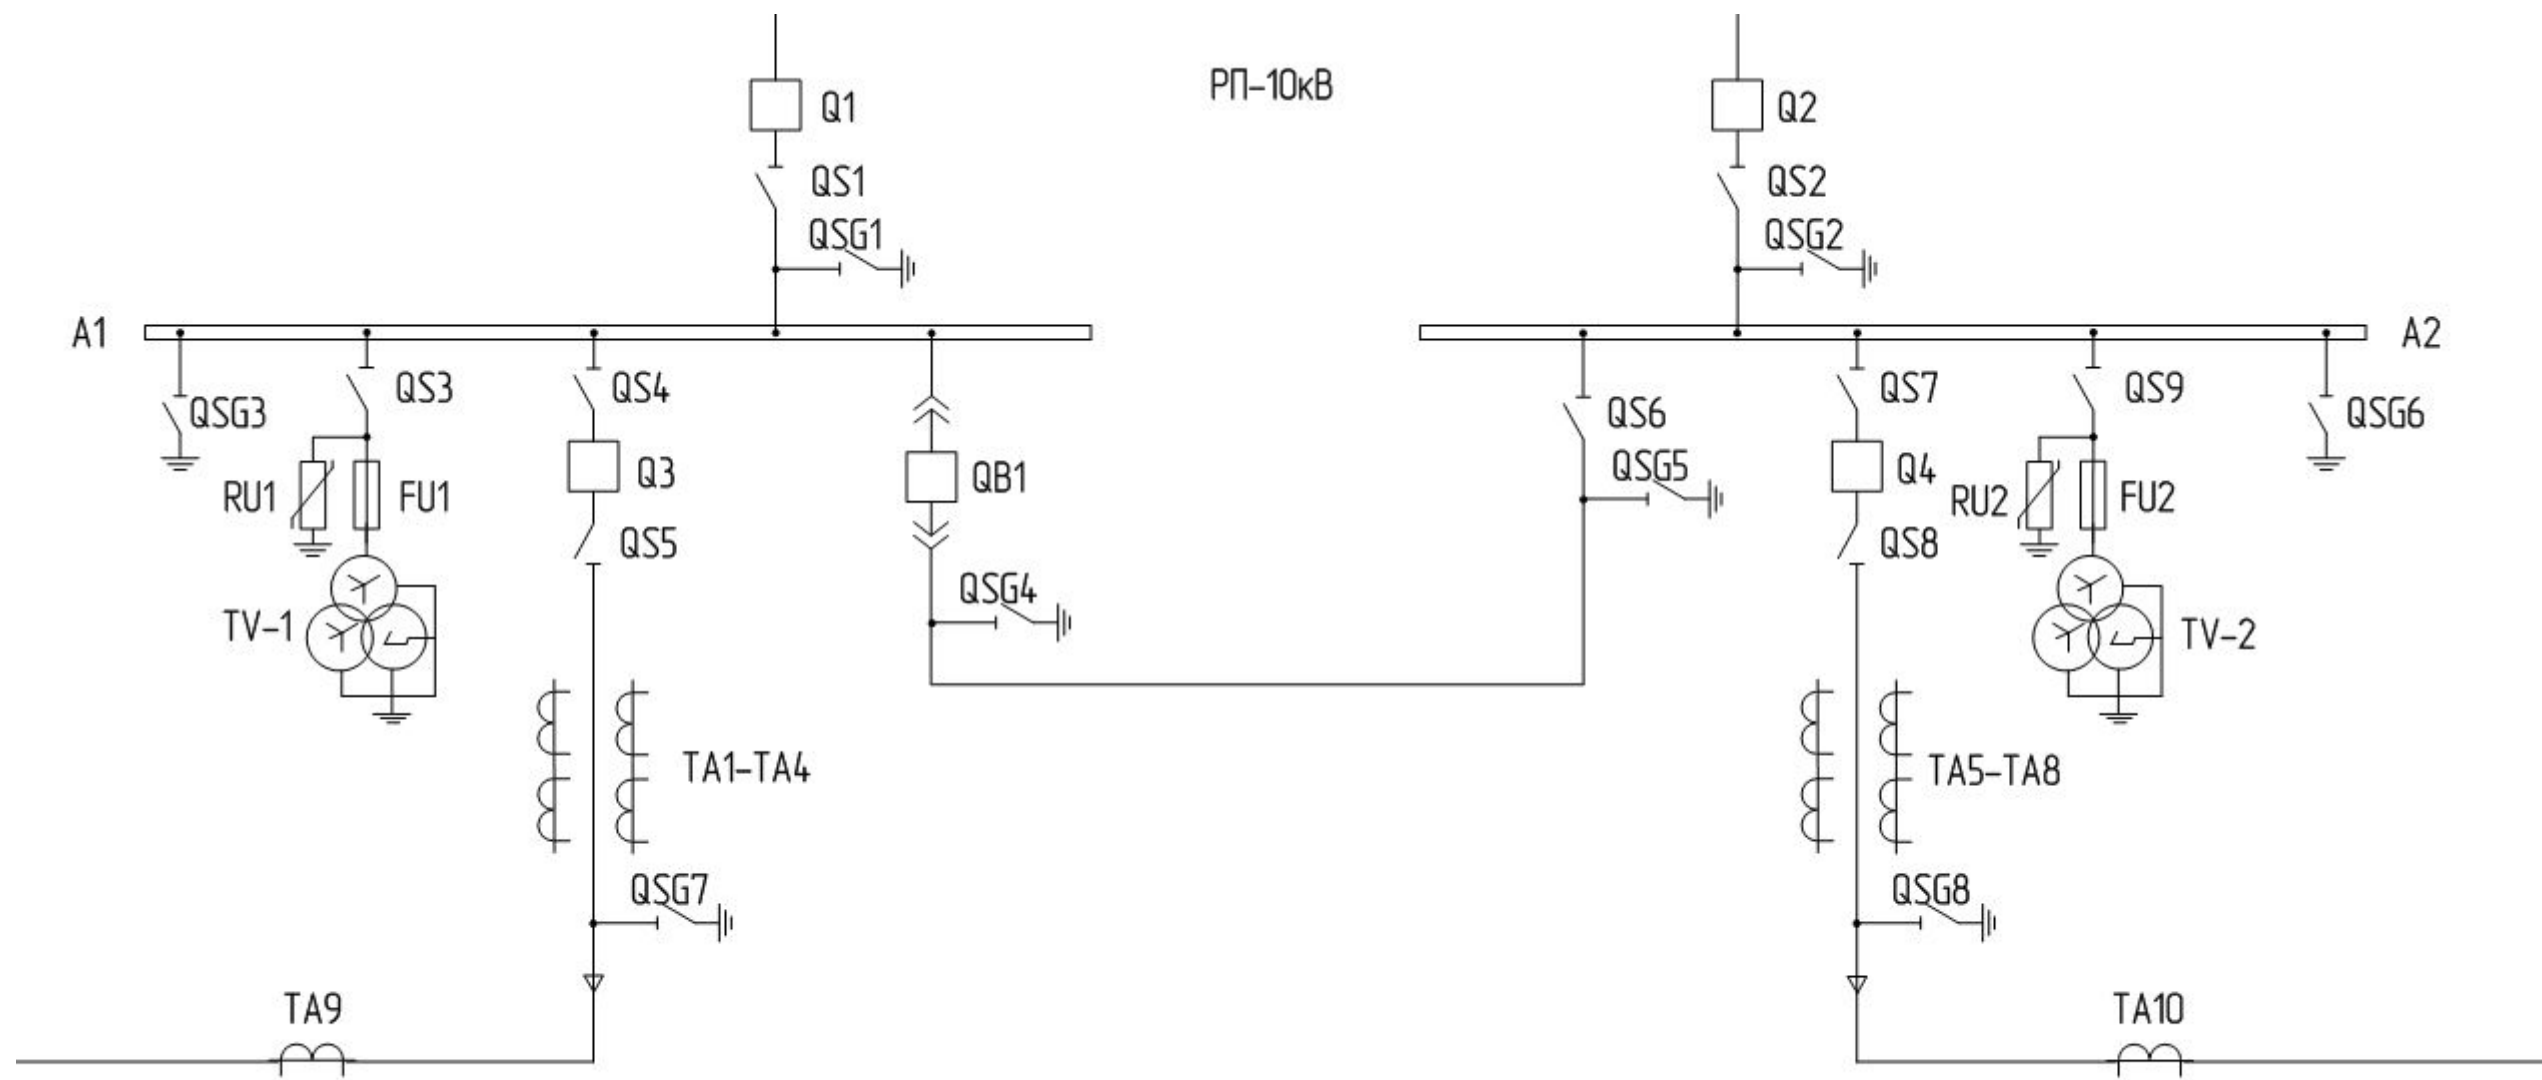 РП-10кВ
Q1
Q2
QS1
QS2
QSG1
QSG2
A1
A2
QS3
QS4
QS7
QS9
QSG3
QS6
QSG6
Q3
QB1
QSG5
Q4
RU1
FU1
RU2
FU2
QS5
QS8
QSG4
TV-1
TV-2
TA1-TA4
TA5-TA8
QSG7
QSG8
TA9
TA10